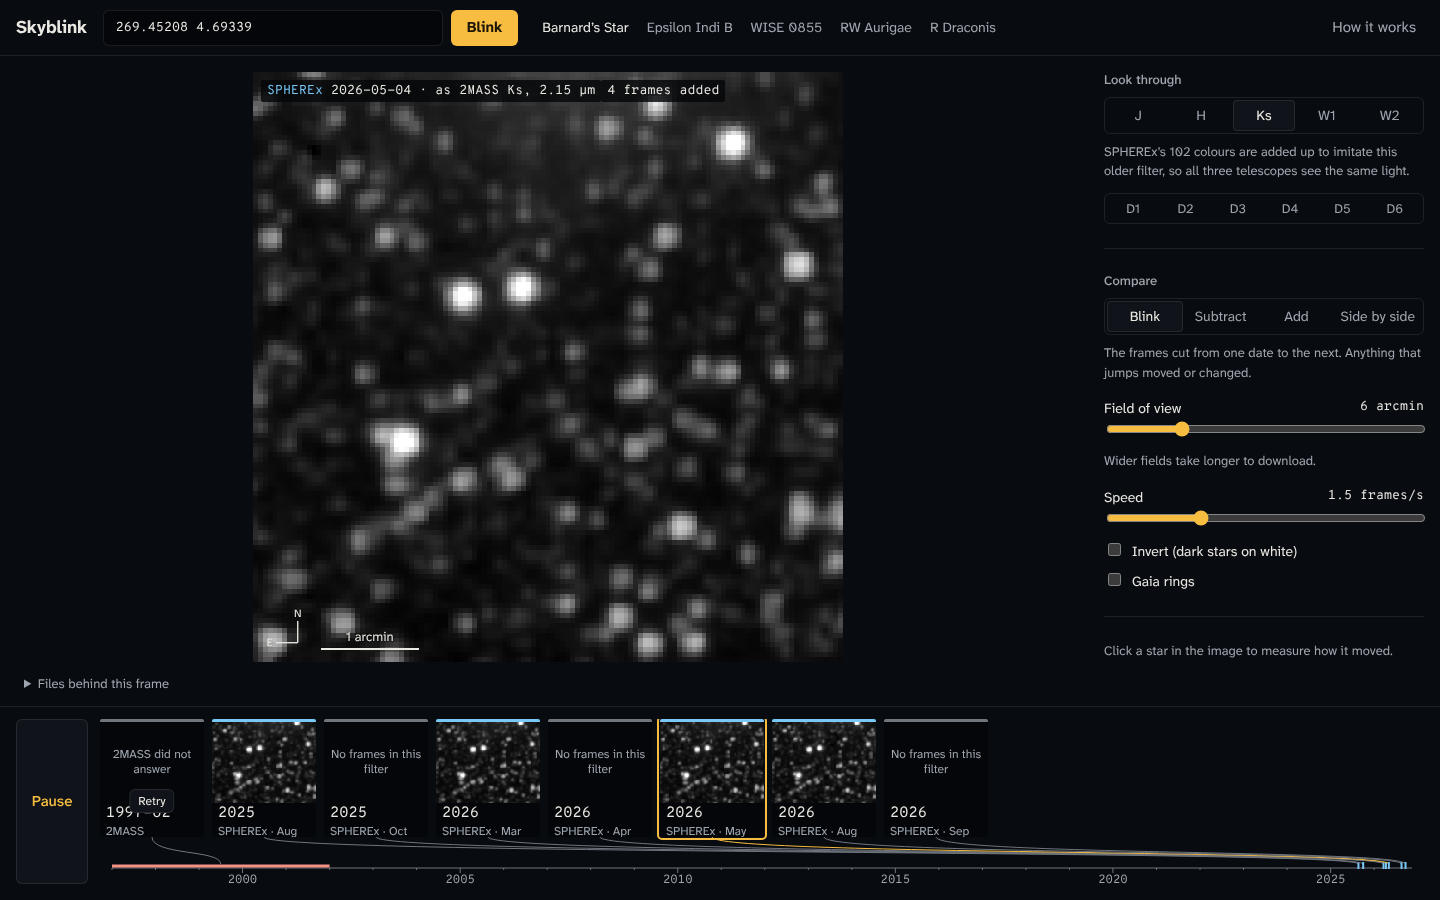 Skyblink
269.45208 4.69339
Blink
Barnard's Star
Epsilon Indi B
WISE 0855
RW Aurigae
R Draconis
How it works
SPHEREx 2026-05-04 · as 2MASS Ks, 2.15 µm 4 frames added
N
E
1 arcmin
Files behind this frame
Look through
J
H
Ks
W1
W2
SPHEREx's 102 colours are added up to imitate this
older filter, so all three telescopes see the same light.
D1
D2
D3
D4
D5
D6
Compare
Blink
Subtract
Add
Side by side
The frames cut from one date to the next. Anything that
jumps moved or changed.
Field of view
6 arcmin
Wider fields take longer to download.
Speed
1.5 frames/s
Invert (dark stars on white)
Gaia rings
Click a star in the image to measure how it moved.
Pause
2MASS did not
answer
Retry
2MASS
2025
SPHEREx · Aug
No frames in this
filter
2025
SPHEREx · Oct
2026
SPHEREx · Mar
No frames in this
filter
2026
SPHEREx · Apr
2026
SPHEREx · May
2026
SPHEREx · Aug
No frames in this
filter
2026
SPHEREx · Sep
2000
2005
2010
2015
2020
2025